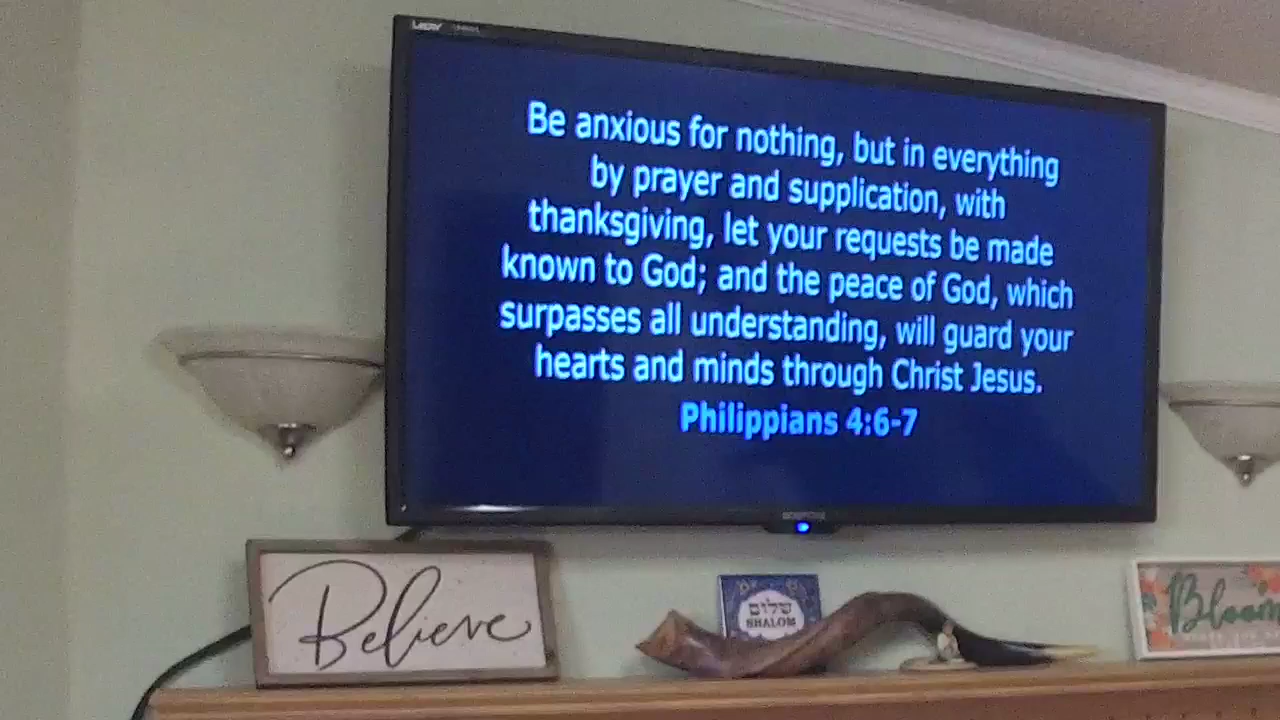 Be anxious for nothing, but in everything
by prayer and supplication, with
thanksgiving, let your requests be made
known to God; and the peace of God, which
surpasses all understanding, will guard your
hearts and minds through Christ Jesus.
Philippians 4:6-7
Believe
שלום
SHALOM
Bloom